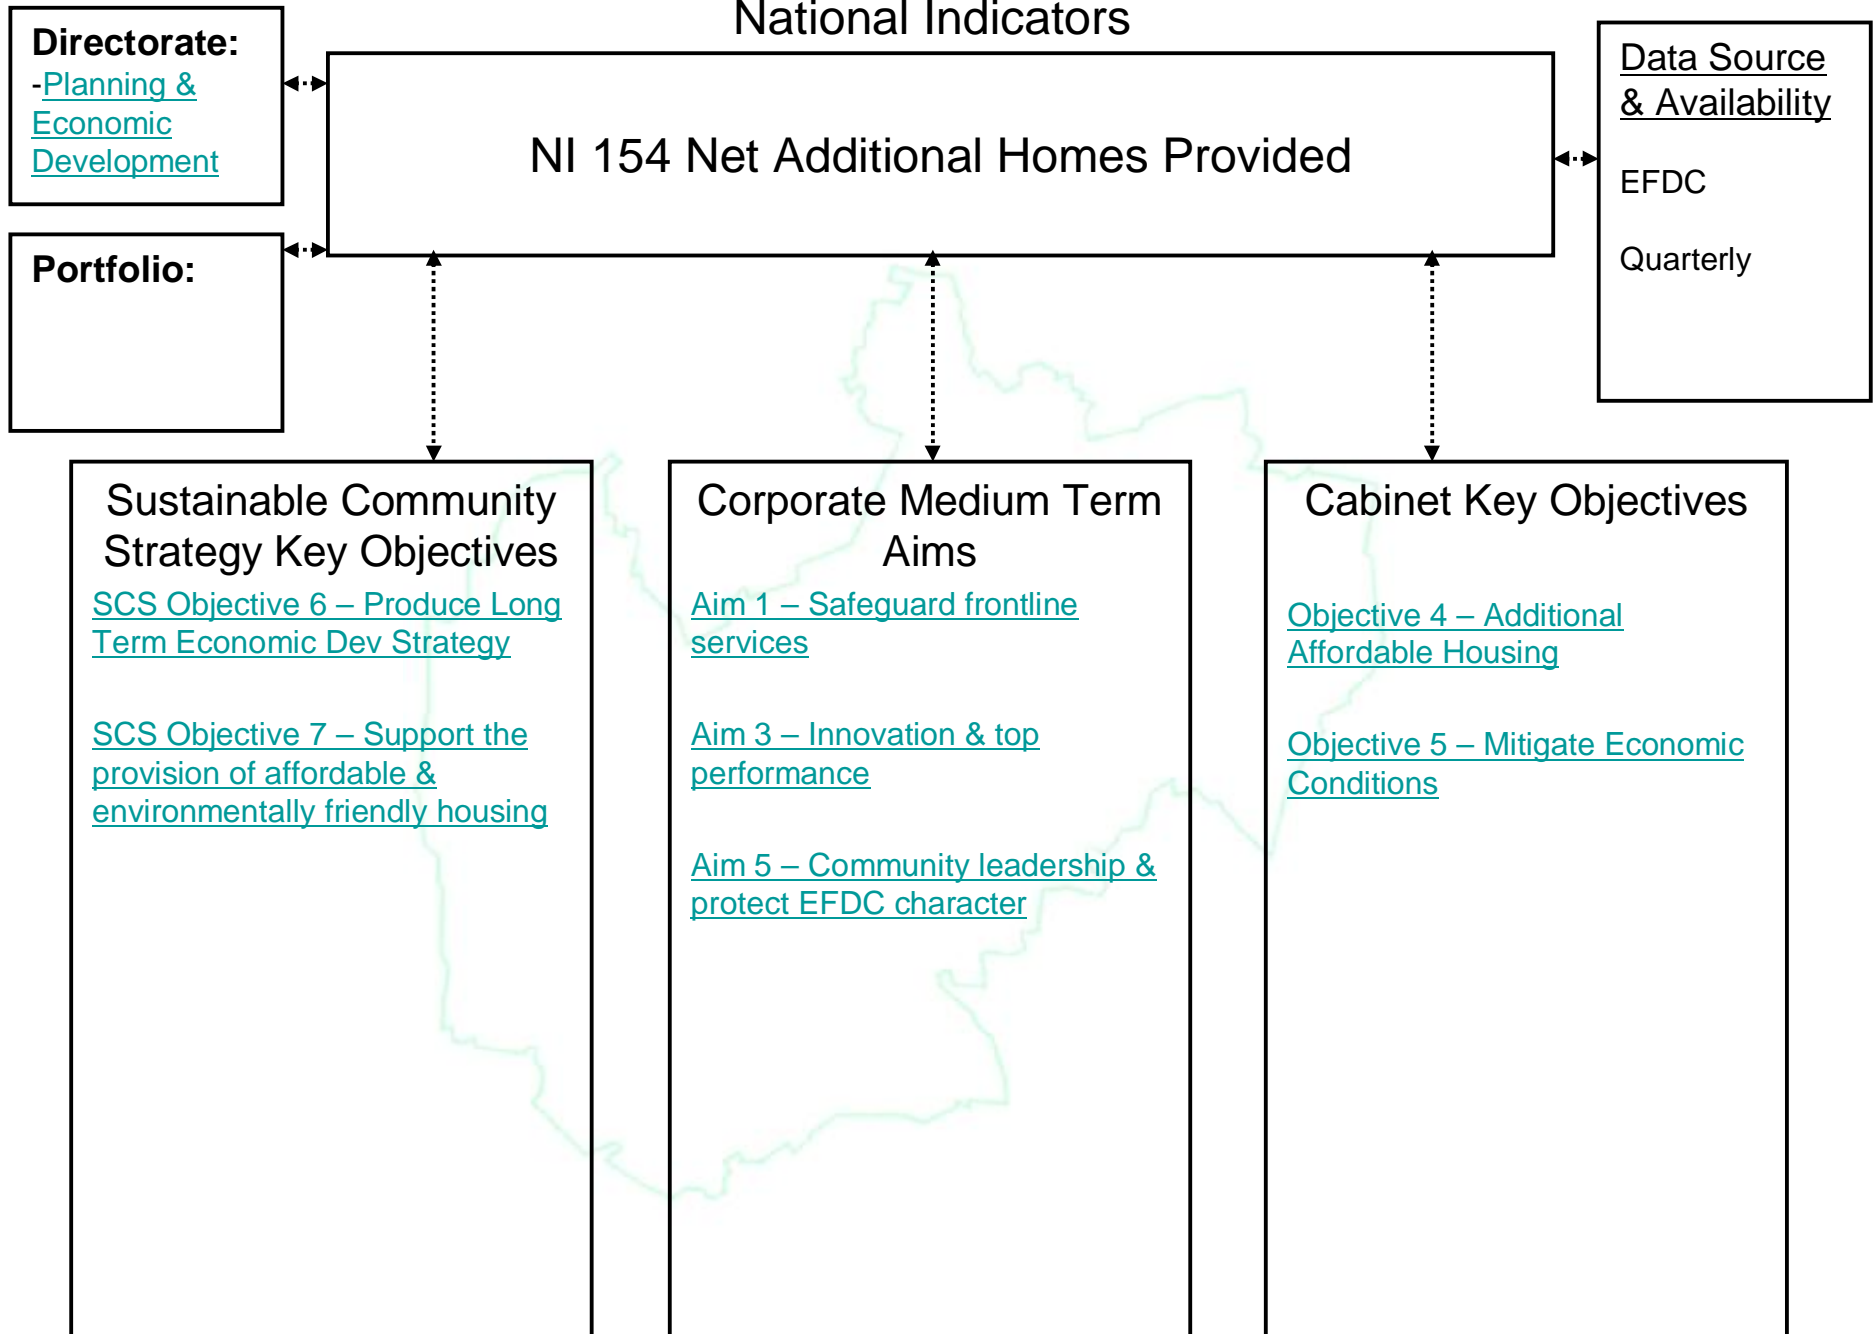 National Indicators
Directorate:
-Planning &
Economic
Development
NI 154 Net Additional Homes Provided
Data Source
& Availability
EFDC
Quarterly
Portfolio:
Sustainable Community
Strategy Key Objectives
SCS Objective 6 – Produce Long
Term Economic Dev Strategy
SCS Objective 7 – Support the
provision of affordable &
environmentally friendly housing
Corporate Medium Term
Aims
Aim 1 – Safeguard frontline
services
Aim 3 – Innovation & top
performance
Aim 5 – Community leadership &
protect EFDC character
Cabinet Key Objectives
Objective 4 – Additional
Affordable Housing
Objective 5 – Mitigate Economic
Conditions